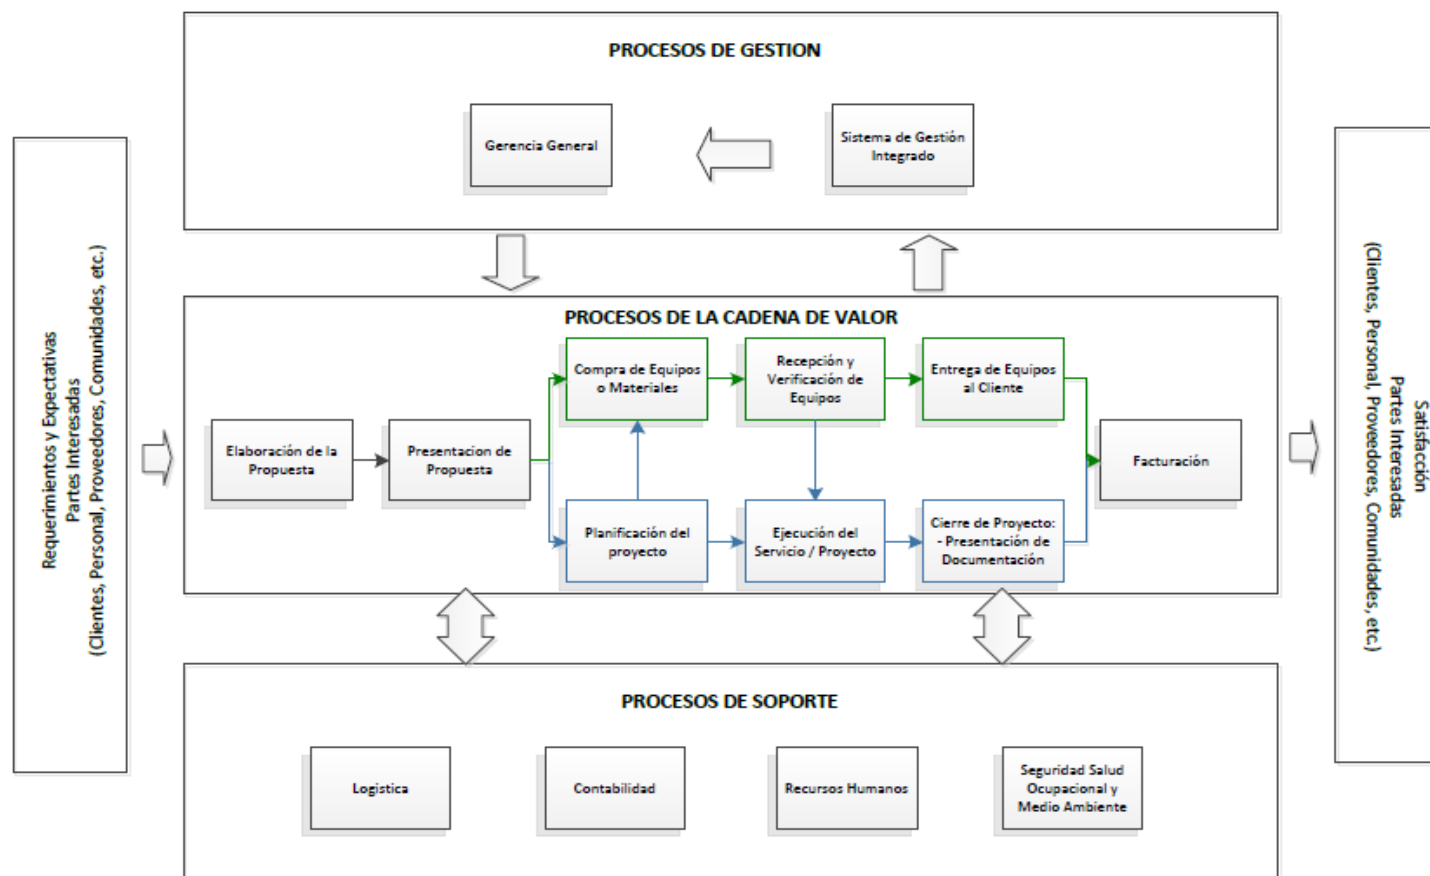 PROCESOS DE GESTION
Gerencia General
Sistema de Gestión
Integrado
Requerimientos y Expectativas
Partes Interesadas
(Clientes, Personal, Proveedores, Comunidades, etc.)
PROCESOS DE LA CADENA DE VALOR
Elaboración de la
Propuesta
Presentacion de
Propuesta
Compra de Equipos
o Materiales
Recepción y
Verificación de
Equipos
Entrega de Equipos
al Cliente
Planificación del
proyecto
Ejecución del
Servicio / Proyecto
Cierre de Proyecto:
- Presentación de
Documentación
Facturación
Satisfacción
Partes Interesadas
(Clientes, Personal, Proveedores, Comunidades, etc.)
PROCESOS DE SOPORTE
Logistica
Contabilidad
Recursos Humanos
Seguridad Salud
Ocupacional y
Medio Ambiente